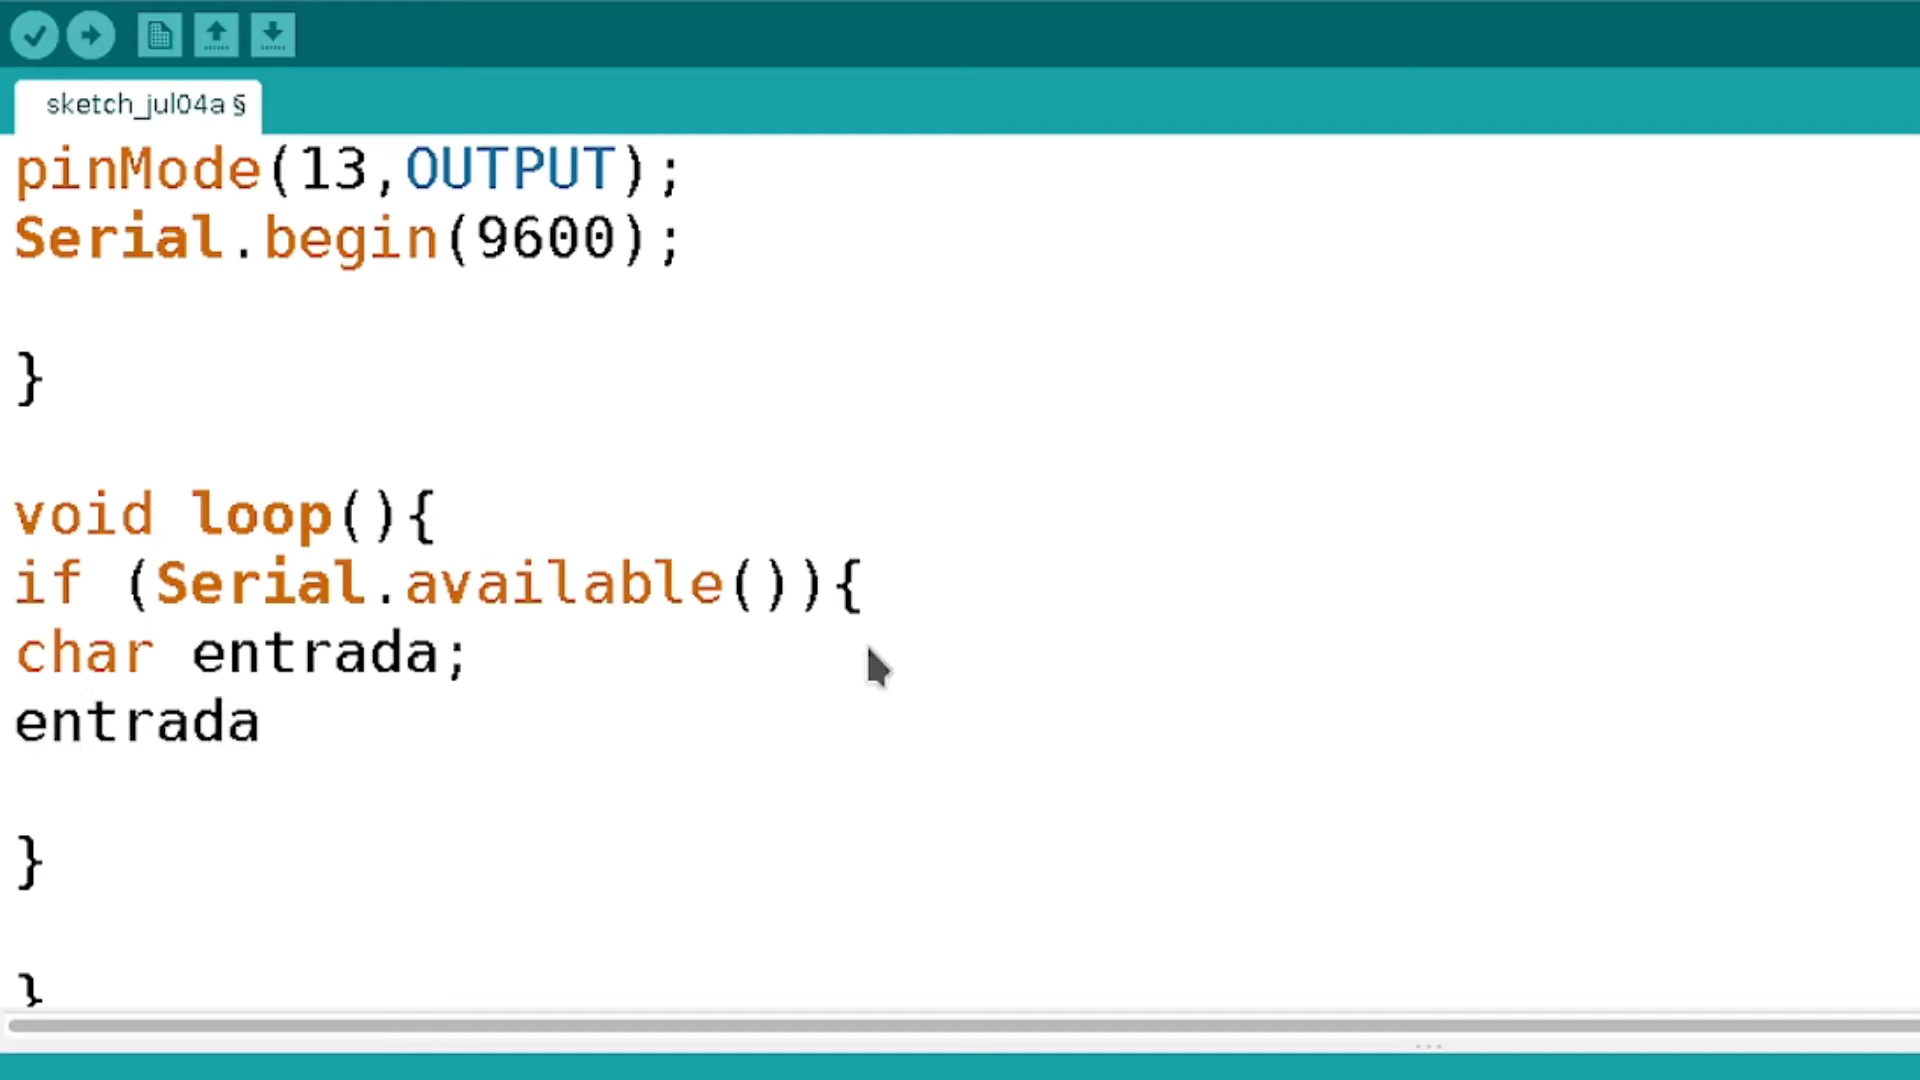 sketch_jul04a §
pinMode(13,OUTPUT);
Serial.begin(9600);
}
void loop(){
if (Serial.available()){
char entrada;
entrada
}
}